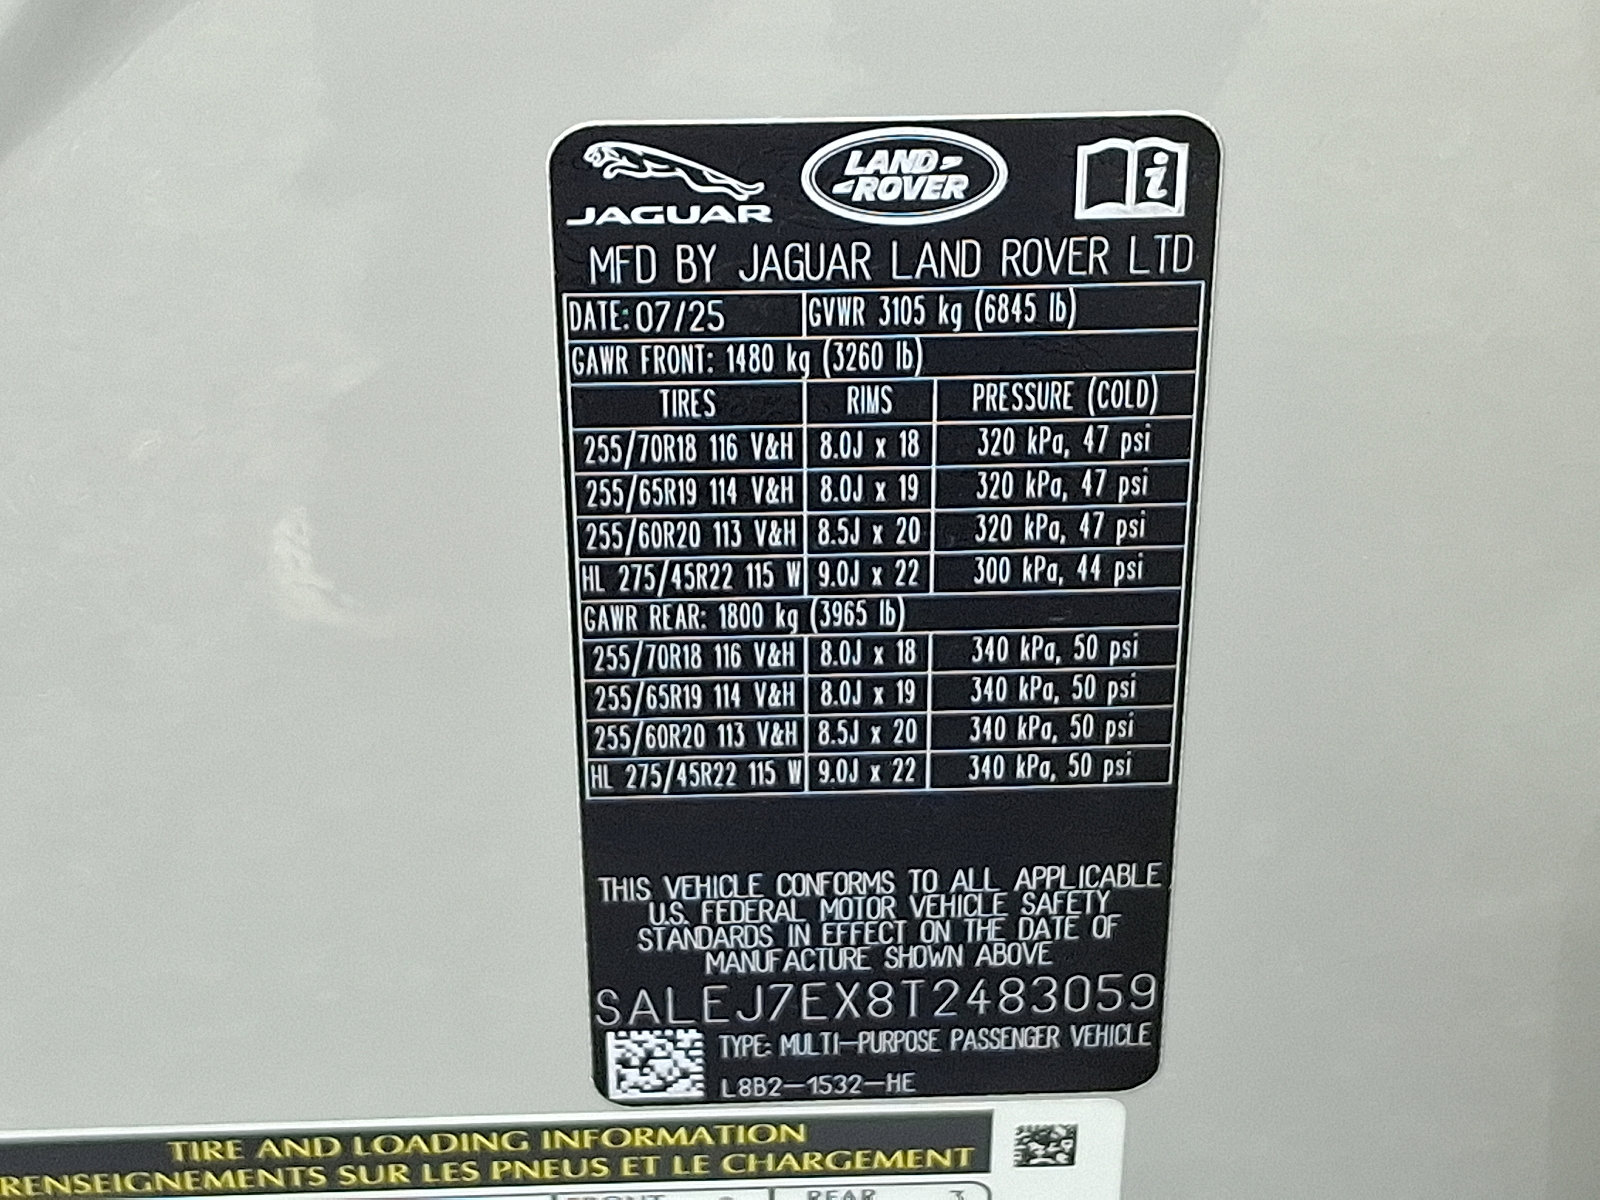 JAGUAR
LAND
ROVER
MFD BY JAGUAR LAND ROVER LTD
DATE: 07/25 GVWR 3105 kg (6845 lb)
GAWR FRONT: 1480 kg (3260 lb)
TIRES RIMS PRESSURE (COLD)
255/70R18 116 V&H 8.0J x 18 320 kPa, 47 psi
255/65R19 114 V&H 8.0J x 19 320 kPa, 47 psi
255/60R20 113 V&H 8.5J x 20 320 kPa, 47 psi
HL 275/45R22 115 W 9.0J x 22 300 kPa, 44 psi
GAWR REAR: 1800 kg (3965 lb)
255/70R18 116 V&H 8.0J x 18 340 kPa, 50 psi
255/65R19 114 V&H 8.0J x 19 340 kPa, 50 psi
255/60R20 113 V&H 8.5J x 20 340 kPa, 50 psi
HL 275/45R22 115 W 9.0J x 22 340 kPa, 50 psi
THIS VEHICLE CONFORMS TO ALL APPLICABLE
U.S. FEDERAL MOTOR VEHICLE SAFETY
STANDARDS IN EFFECT ON THE DATE OF
MANUFACTURE SHOWN ABOVE
SALEJ7EX8T2483059
TYPE: MULTI-PURPOSE PASSENGER VEHICLE
L8B2-1532-HE
TIRE AND LOADING INFORMATION
RENSEIGNEMENTS SUR LES PNEUS ET LE CHARGEMENT
FRONT REAR 3